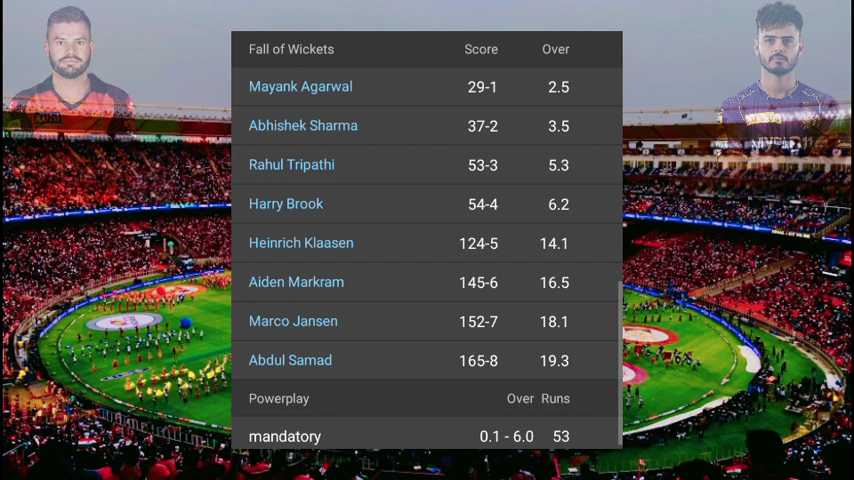 Fall of Wickets Score Over
Mayank Agarwal 29-1 2.5
Abhishek Sharma 37-2 3.5
Rahul Tripathi 53-3 5.3
Harry Brook 54-4 6.2
Heinrich Klaasen 124-5 14.1
Aiden Markram 145-6 16.5
Marco Jansen 152-7 18.1
Abdul Samad 165-8 19.3
Powerplay Over Runs
mandatory 0.1 - 6.0 53